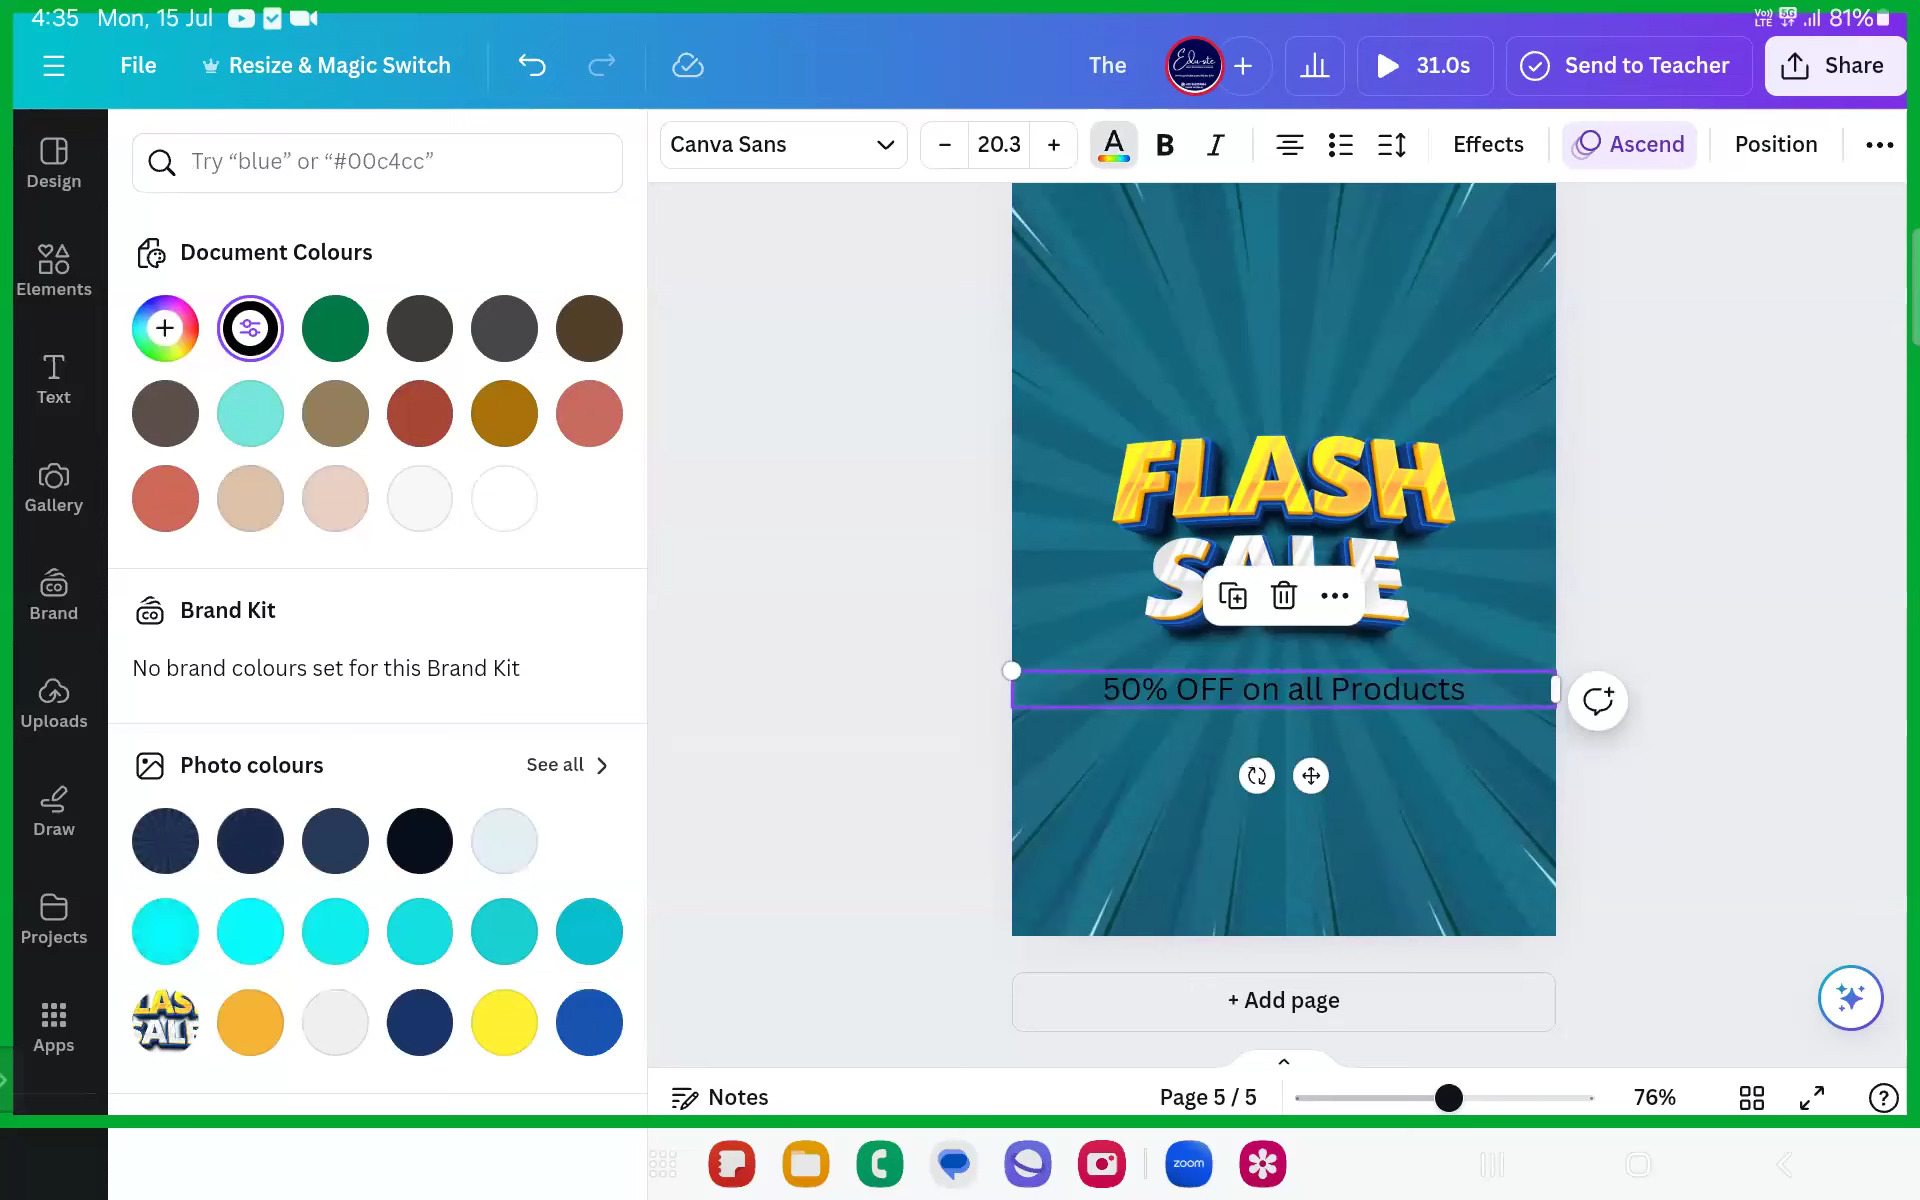 4:35 Mon, 15 Jul
81%
File
Resize & Magic Switch
The
31.0s
Send to Teacher
Share
Canva Sans
– 20.3 +
A B I
Effects
Ascend
Position
Design
Elements
Text
Gallery
Brand
Uploads
Draw
Projects
Apps
Try “blue” or “#00c4cc”
Document Colours
Brand Kit
No brand colours set for this Brand Kit
Photo colours
See all
FLASH
SALE
50% OFF on all Products
+ Add page
Notes
Page 5 / 5
76%
zoom